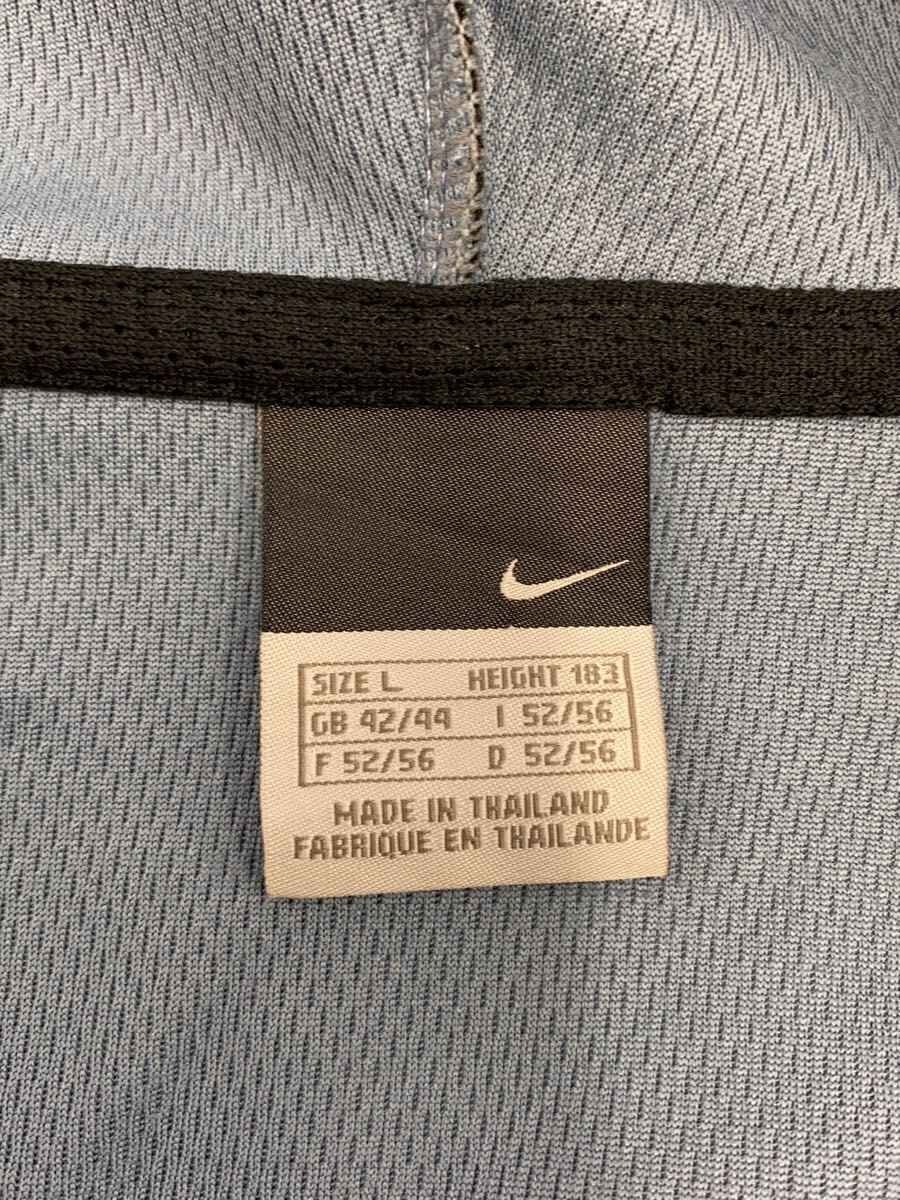 SIZE L HEIGHT 183
GB 42/44 I 52/56
F 52/56 D 52/56
MADE IN THAILAND
FABRIQUE EN THAILANDE